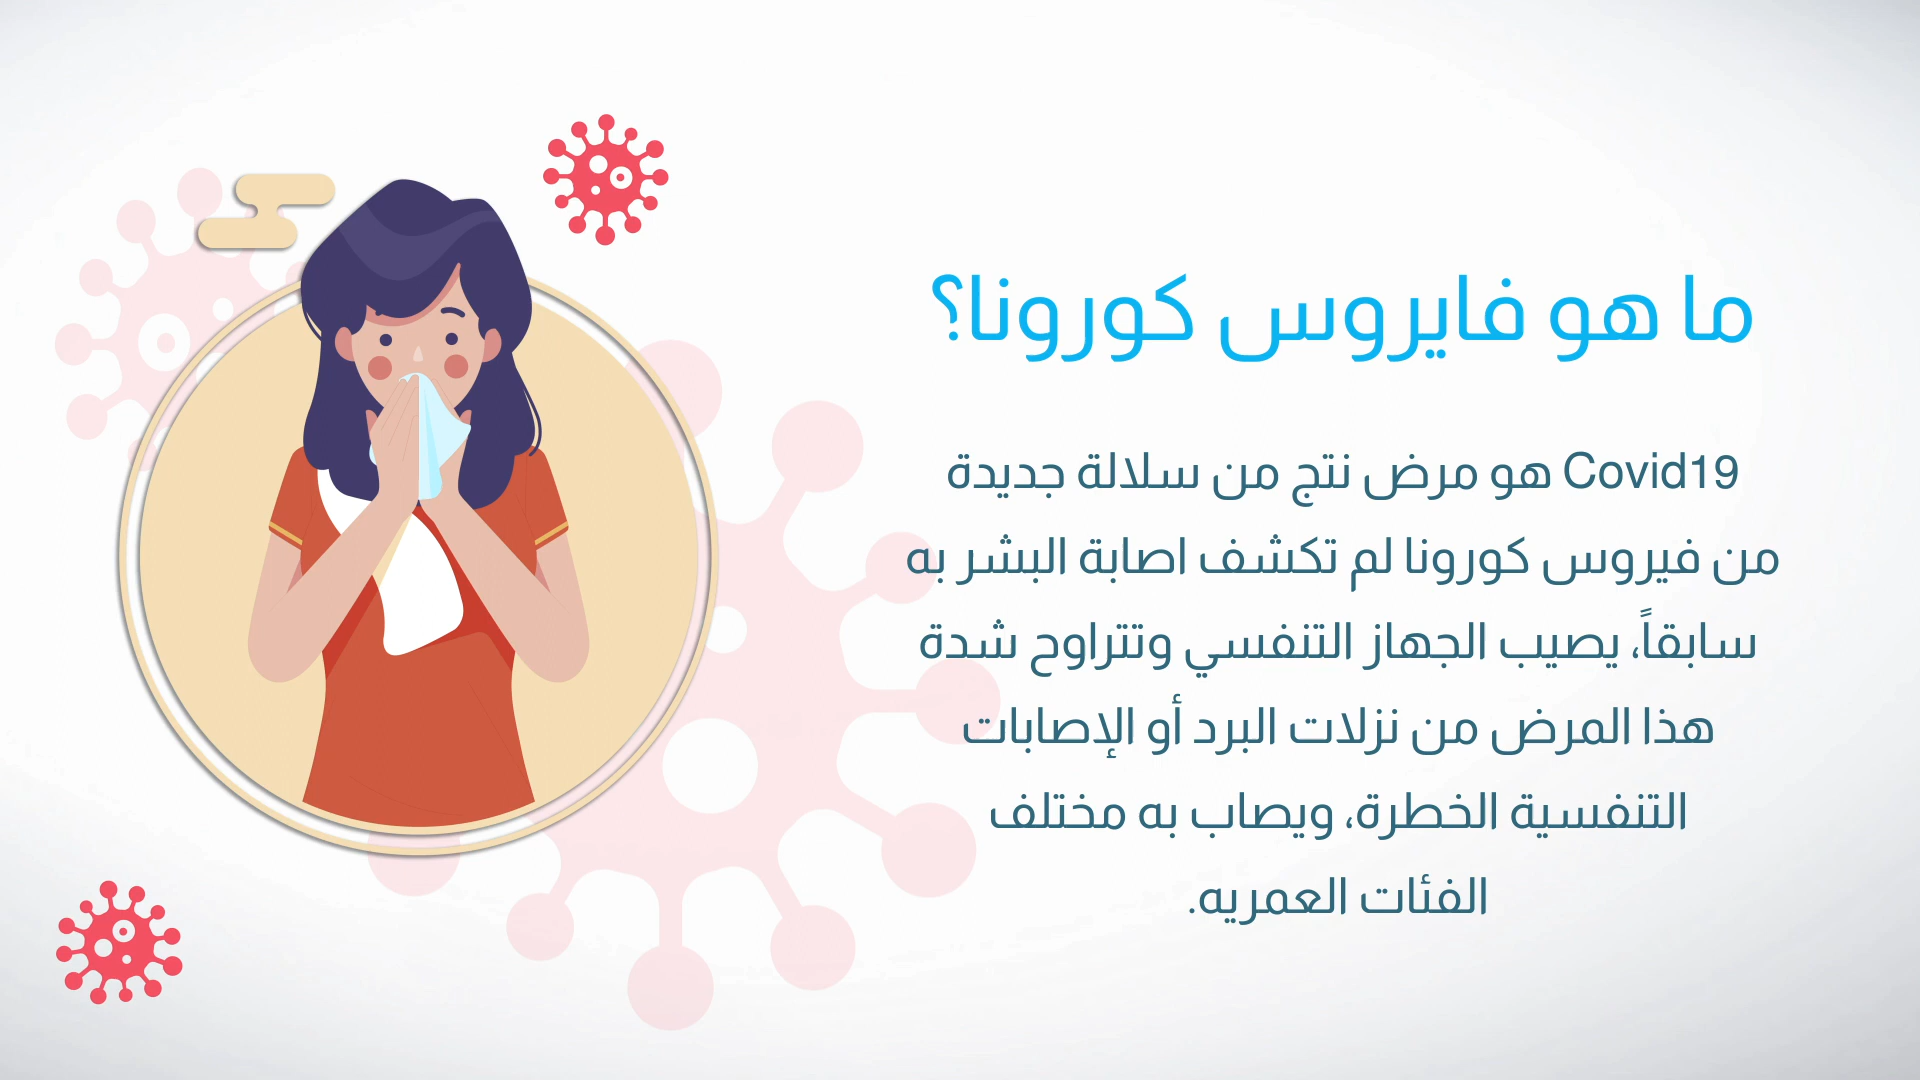 ما هو فايروس كورونا؟
Covid19 هو مرض نتج من سلالة جديدة
من فيروس كورونا لم تكشف اصابة البشر به
سابقاً، يصيب الجهاز التنفسي وتتراوح شدة
هذا المرض من نزلات البرد أو الإصابات
التنفسية الخطرة، ويصاب به مختلف
الفئات العمريه.